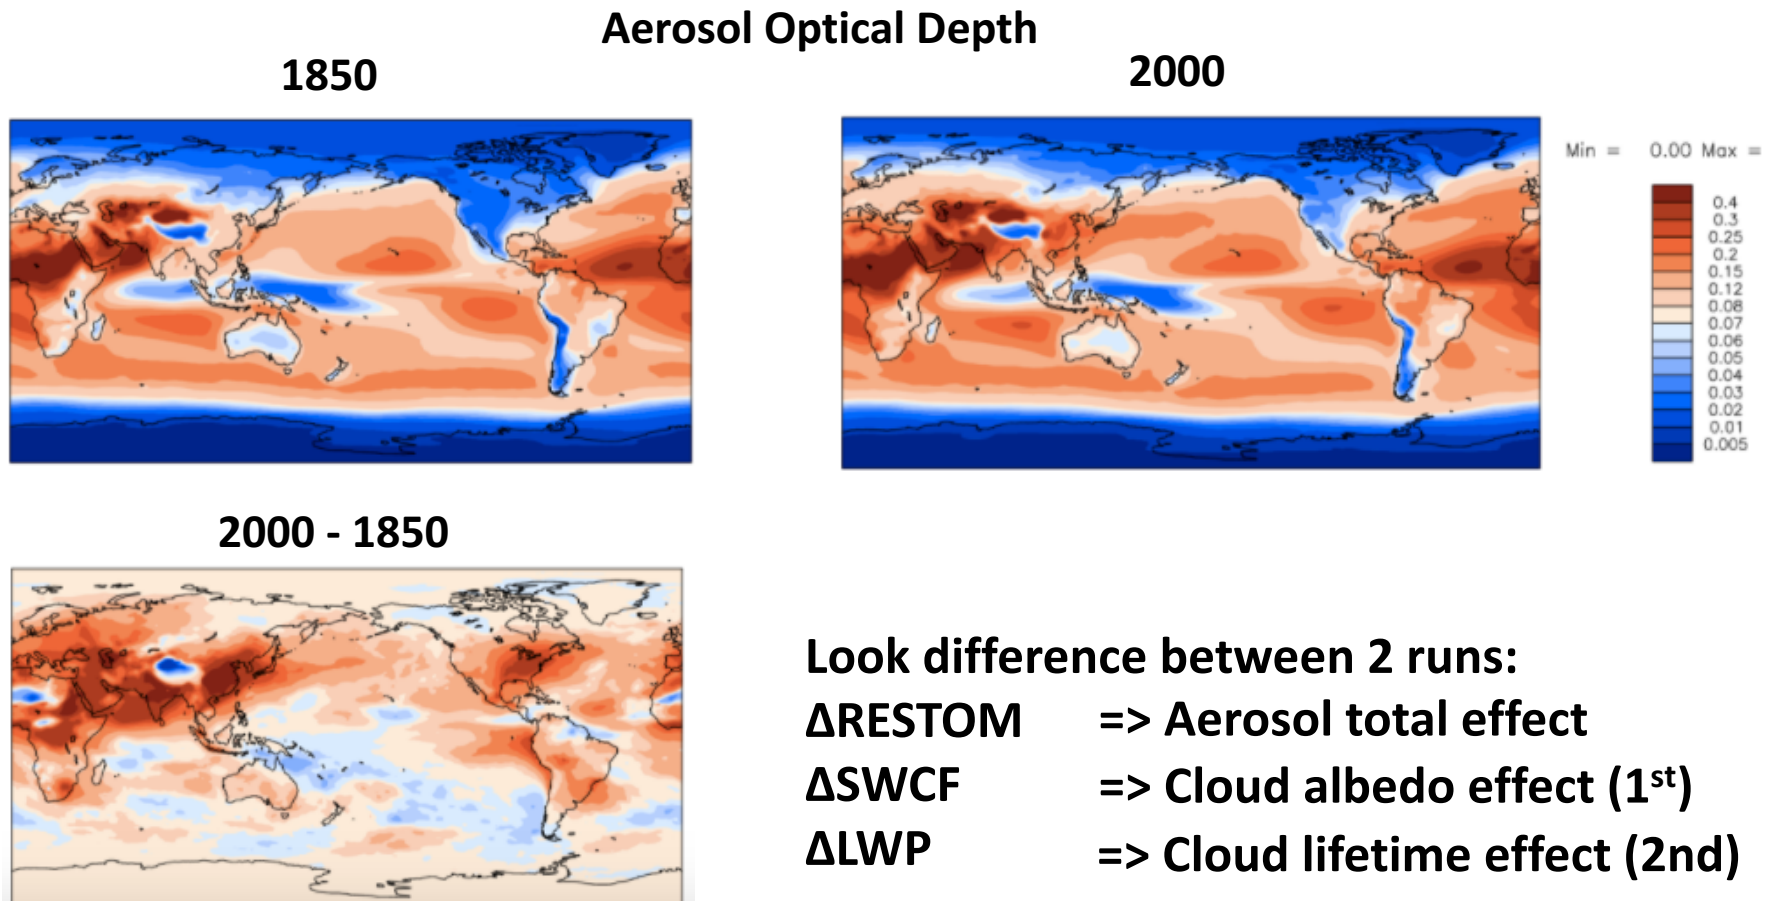 Aerosol Optical Depth
1850
2000
Min = 0.00 Max =
0.4
0.3
0.25
0.2
0.15
0.12
0.08
0.07
0.06
0.05
0.04
0.03
0.02
0.01
0.005
2000 - 1850
Look difference between 2 runs:
ΔRESTOM => Aerosol total effect
ΔSWCF => Cloud albedo effect (1st)
ΔLWP => Cloud lifetime effect (2nd)